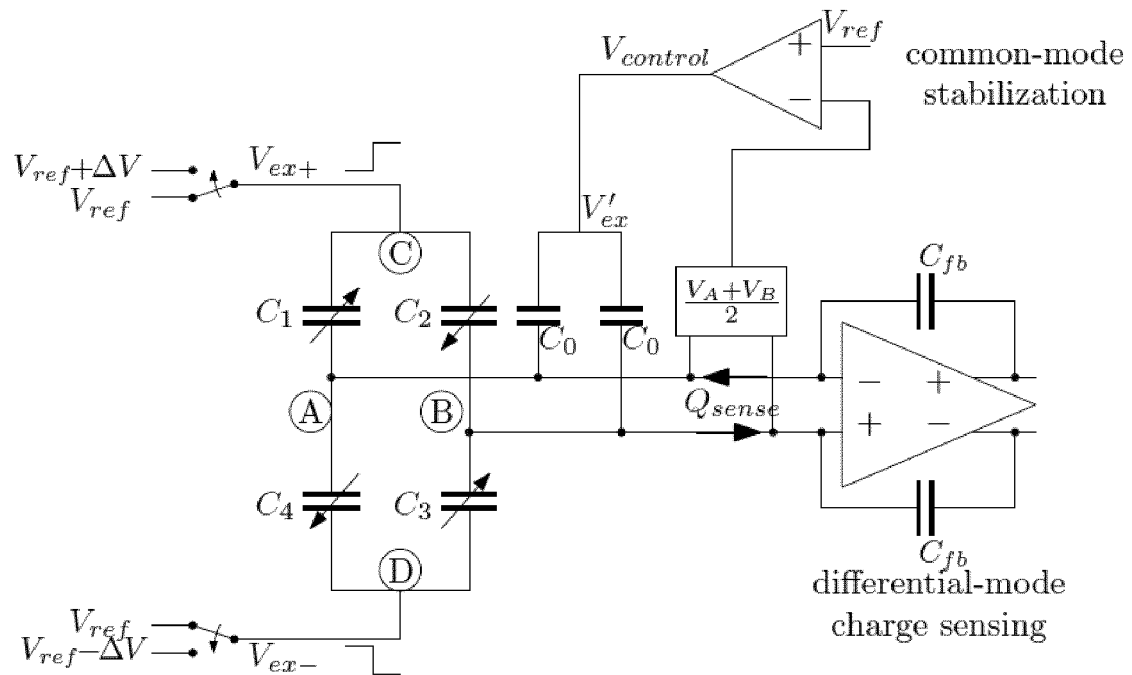 V_ref
V_control
common-mode
stabilization
+
−
V_ref+ΔV
V_ex+
V_ref
V′_ex
C
C_fb
C_1
C_2
C_0
C_0
V_A+V_B
2
A
B
Q_sense
−
+
+
−
C_4
C_3
C_fb
D
differential-mode
charge sensing
V_ref
V_ref−ΔV
V_ex−